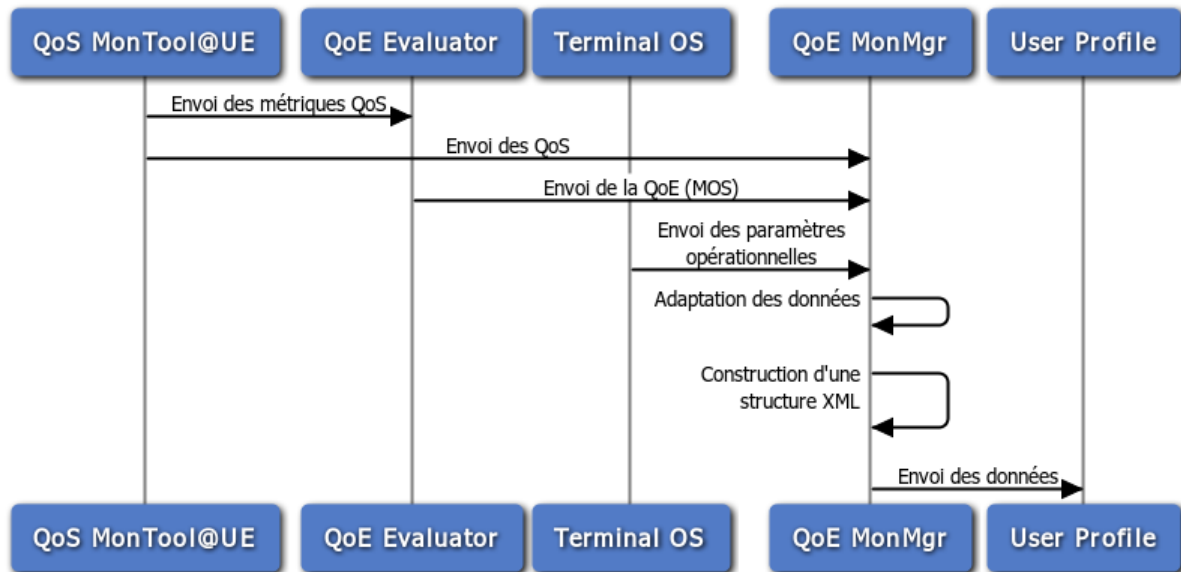 QoS MonTool@UE
QoE Evaluator
Terminal OS
QoE MonMgr
User Profile
Envoi des métriques QoS
Envoi des QoS
Envoi de la QoE (MOS)
Envoi des paramètres
opérationnelles
Adaptation des données
Construction d'une
structure XML
Envoi des données
QoS MonTool@UE
QoE Evaluator
Terminal OS
QoE MonMgr
User Profile